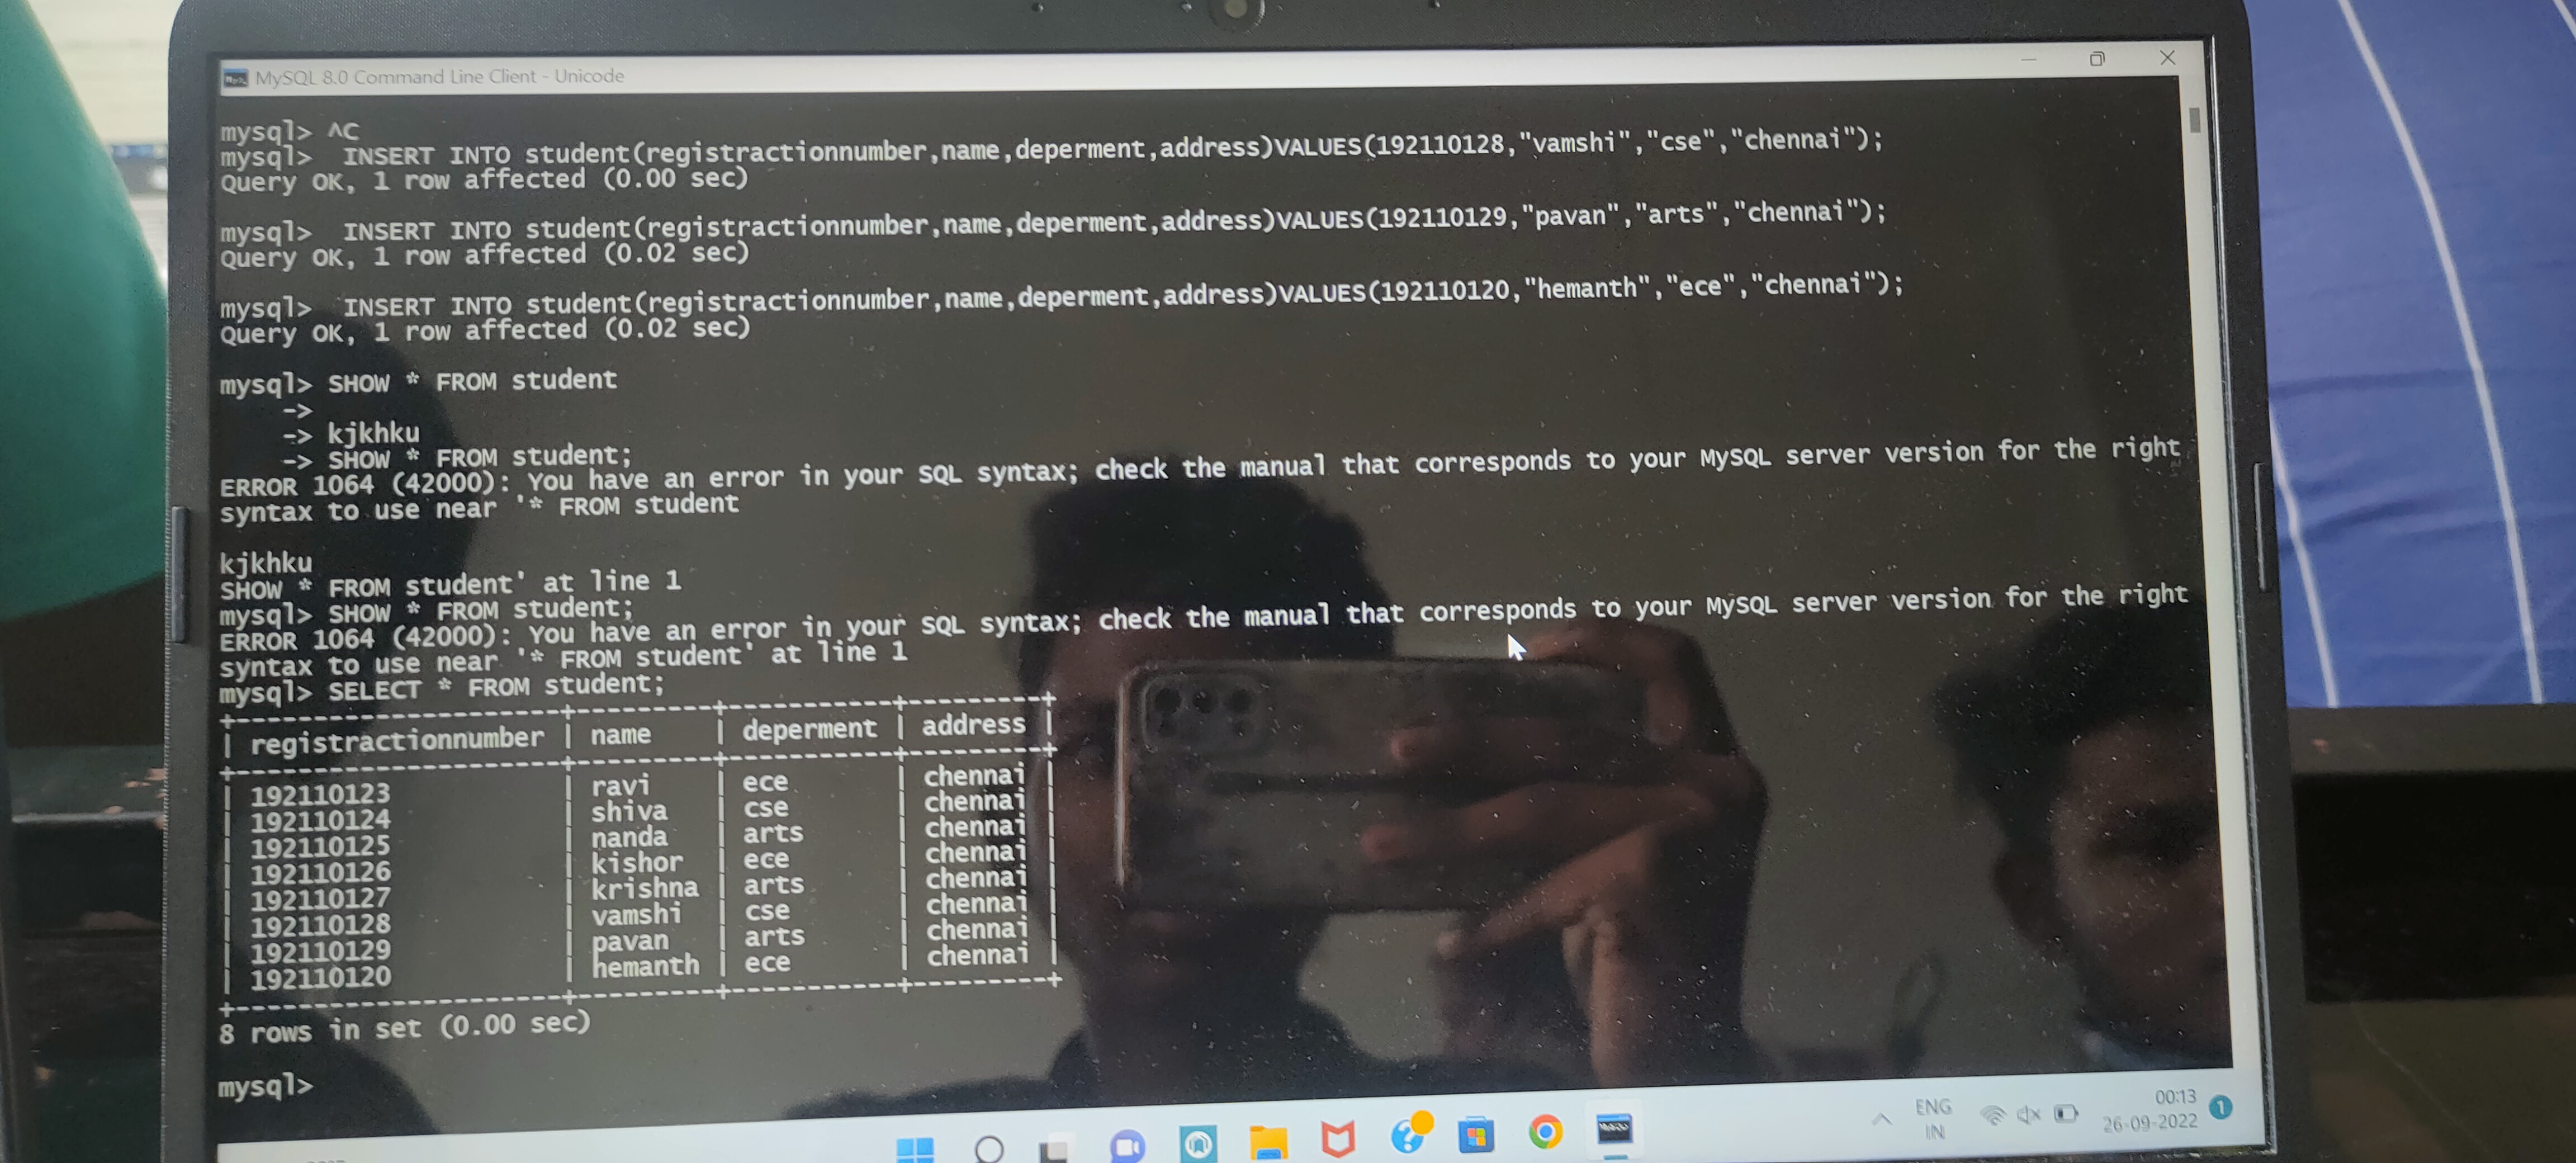 MySQL 8.0 Command Line Client - Unicode
mysql> ^C
mysql>  INSERT INTO student(registractionnumber,name,deperment,address)VALUES(192110128,"vamshi","cse","chennai");
Query OK, 1 row affected (0.00 sec)
mysql>  INSERT INTO student(registractionnumber,name,deperment,address)VALUES(192110129,"pavan","arts","chennai");
Query OK, 1 row affected (0.02 sec)
mysql>  INSERT INTO student(registractionnumber,name,deperment,address)VALUES(192110120,"hemanth","ece","chennai");
Query OK, 1 row affected (0.02 sec)
mysql> SHOW * FROM student
->
-> kjkhku
-> SHOW * FROM student;
ERROR 1064 (42000): You have an error in your SQL syntax; check the manual that corresponds to your MySQL server version for the right
syntax to use near '* FROM student
kjkhku
SHOW * FROM student' at line 1
mysql> SHOW * FROM student;
ERROR 1064 (42000): You have an error in your SQL syntax; check the manual that corresponds to your MySQL server version for the right
syntax to use near '* FROM student' at line 1
mysql> SELECT * FROM student;
| registractionnumber | name | deperment | address |
| 192110123 | ravi | ece | chennai |
| 192110124 | shiva | cse | chennai |
| 192110125 | nanda | arts | chennai |
| 192110126 | kishor | ece | chennai |
| 192110127 | krishna | arts | chennai |
| 192110128 | vamshi | cse | chennai |
| 192110129 | pavan | arts | chennai |
| 192110120 | hemanth | ece | chennai |
8 rows in set (0.00 sec)
mysql>
ENG
IN
00:13
26-09-2022
1